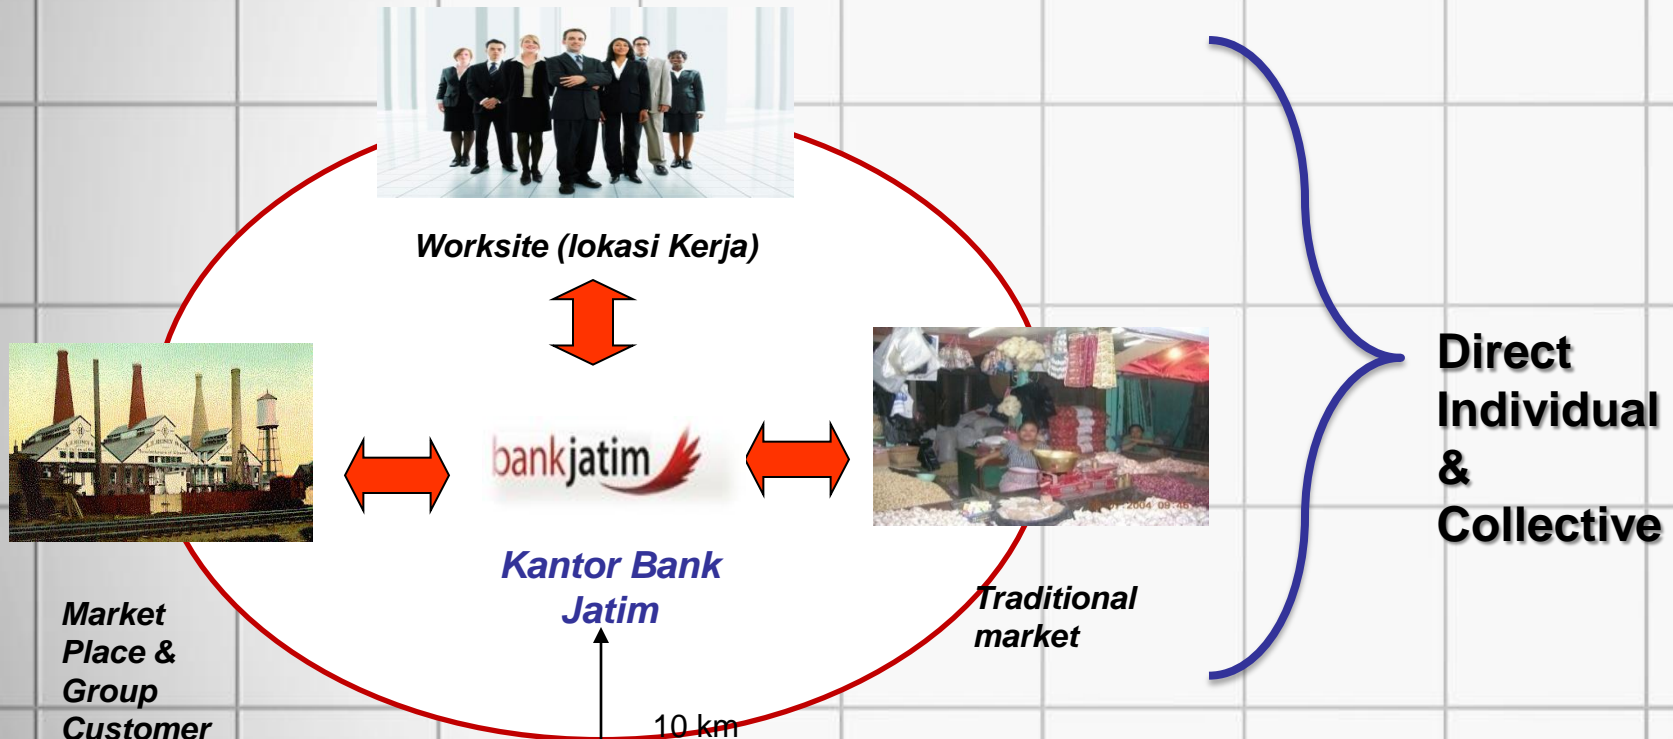 Worksite (lokasi Kerja)
bankjatim
Kantor Bank
Jatim
Market
Place &
Group
Customer
Traditional
market
10 km
Direct
Individual
&
Collective